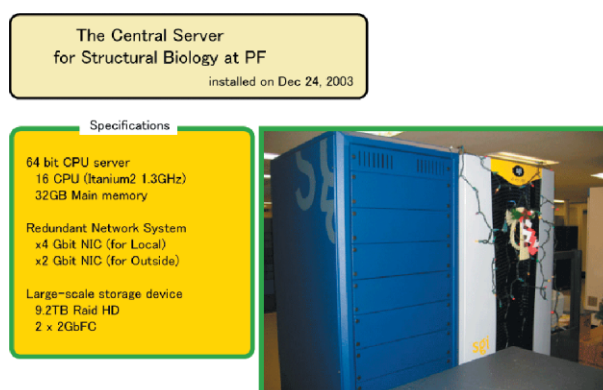 The Central Server
for Structural Biology at PF
installed on Dec 24, 2003
Specifications
64 bit CPU server
16 CPU (Itanium2 1.3GHz)
32GB Main memory
Redundant Network System
x4 Gbit NIC (for Local)
x2 Gbit NIC (for Outside)
Large-scale storage device
9.2TB Raid HD
2 x 2GbFC
sgi
sgi